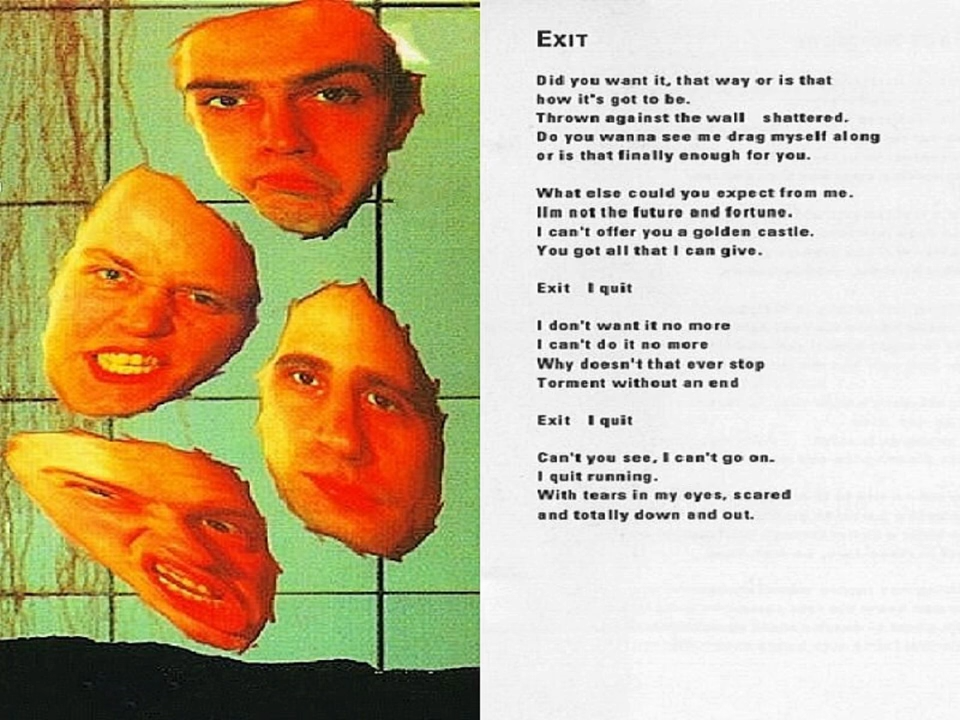 EXIT
Did you want it, that way or is that
how it's got to be.
Thrown against the wall shattered.
Do you wanna see me drag myself along
or is that finally enough for you.
What else could you expect from me.
IIm not the future and fortune.
I can't offer you a golden castle.
You got all that I can give.
Exit I quit
I don't want it no more
I can't do it no more
Why doesn't that ever stop
Torment without an end
Exit I quit
Can't you see, I can't go on.
I quit running.
With tears in my eyes, scared
and totally down and out.